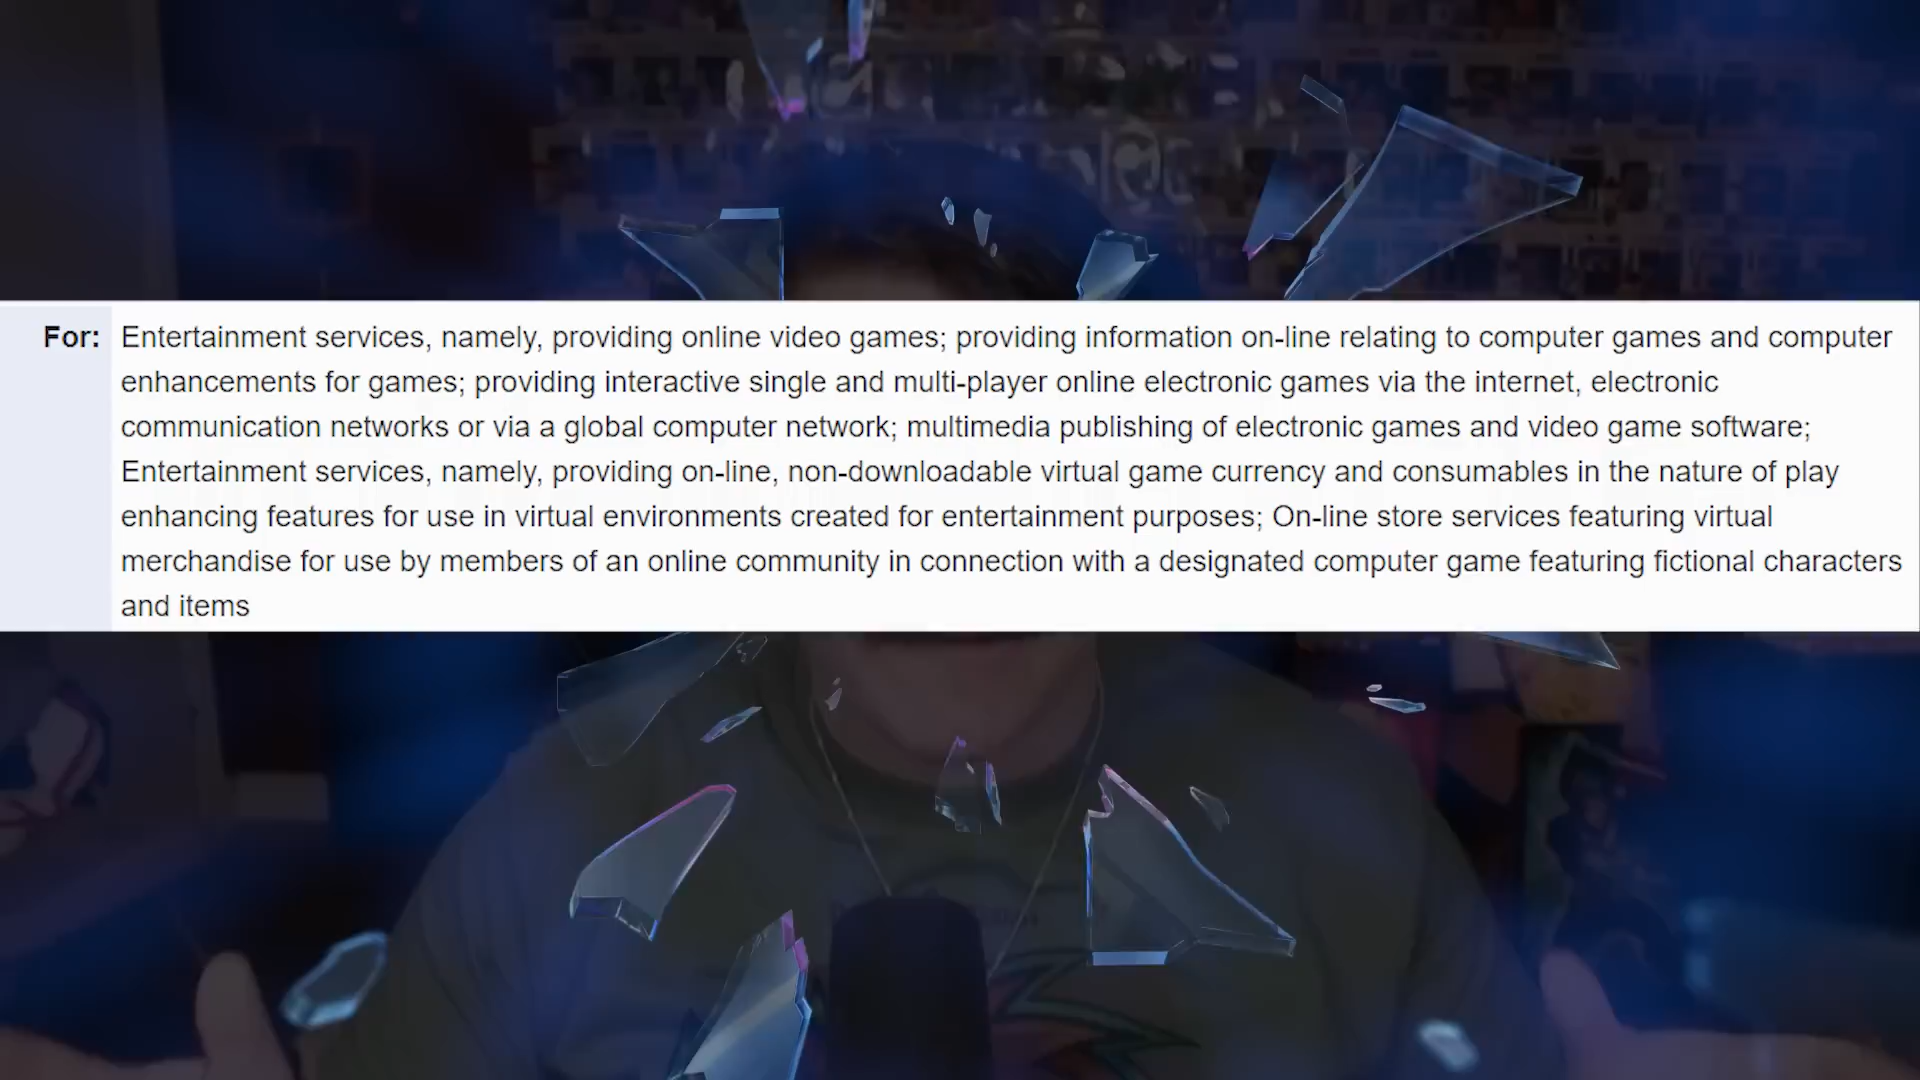 For: Entertainment services, namely, providing online video games; providing information on-line relating to computer games and computer
enhancements for games; providing interactive single and multi-player online electronic games via the internet, electronic
communication networks or via a global computer network; multimedia publishing of electronic games and video game software;
Entertainment services, namely, providing on-line, non-downloadable virtual game currency and consumables in the nature of play
enhancing features for use in virtual environments created for entertainment purposes; On-line store services featuring virtual
merchandise for use by members of an online community in connection with a designated computer game featuring fictional characters
and items